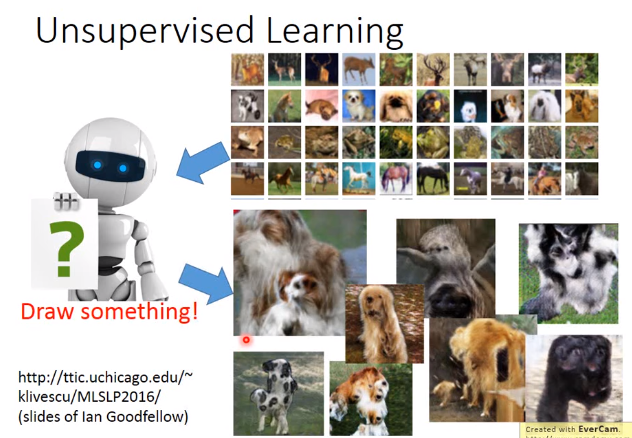 Unsupervised Learning
?
Draw something!
http://ttic.uchicago.edu/~
klivescu/MLSLP2016/
(slides of Ian Goodfellow)
Created with EverCam.